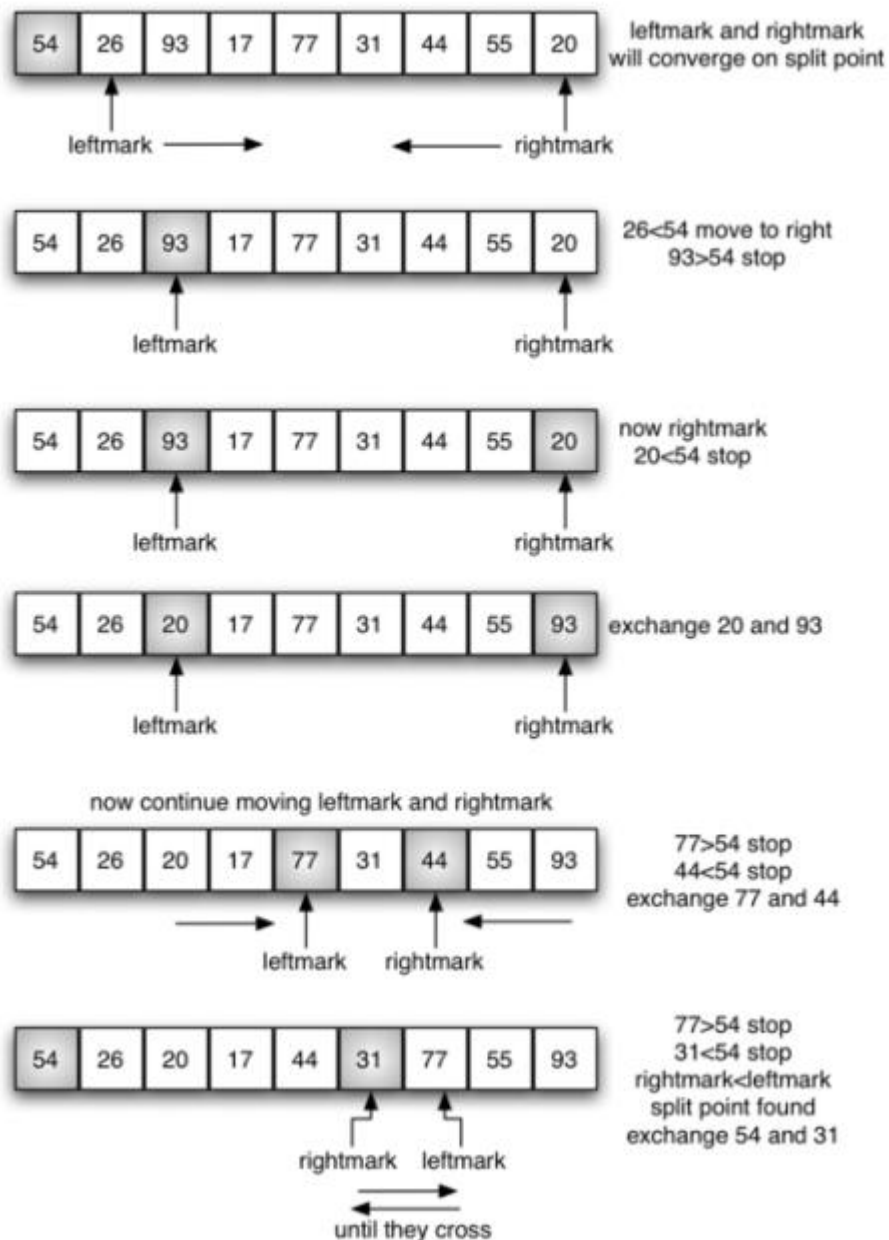 54 26 93 17 77 31 44 55 20
leftmark and rightmark
will converge on split point
leftmark rightmark
54 26 93 17 77 31 44 55 20
26<54 move to right
93>54 stop
leftmark rightmark
54 26 93 17 77 31 44 55 20
now rightmark
20<54 stop
leftmark rightmark
54 26 20 17 77 31 44 55 93
exchange 20 and 93
leftmark rightmark
now continue moving leftmark and rightmark
54 26 20 17 77 31 44 55 93
77>54 stop
44<54 stop
exchange 77 and 44
leftmark rightmark
54 26 20 17 44 31 77 55 93
77>54 stop
31<54 stop
rightmark<leftmark
split point found
exchange 54 and 31
rightmark leftmark
until they cross